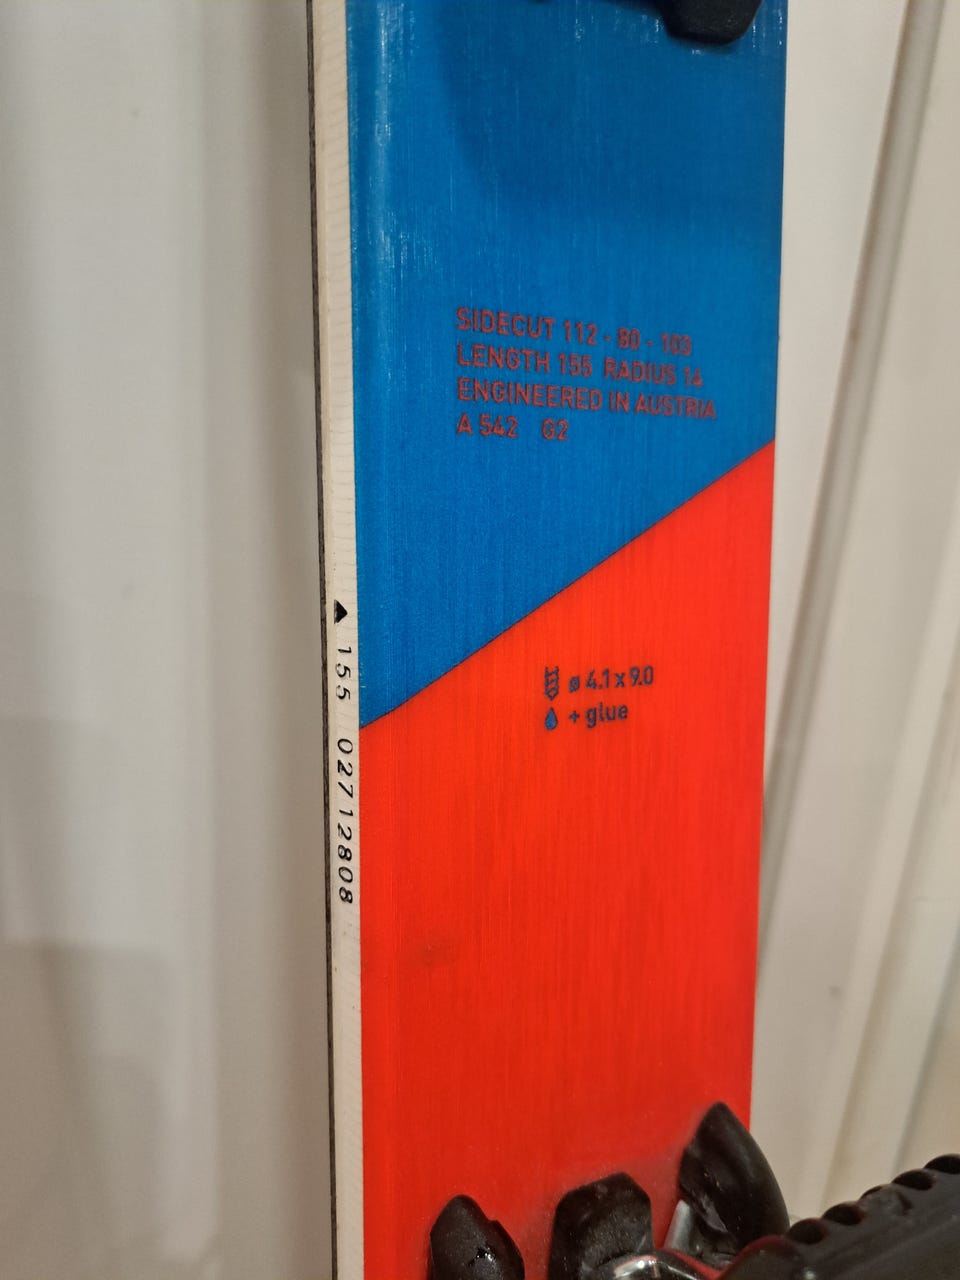 SIDECUT 112 - 80 - 103
LENGTH 155 RADIUS 14
ENGINEERED IN AUSTRIA
A 542 G2
ø 4.1 x 9.0
+ glue
155 02712808